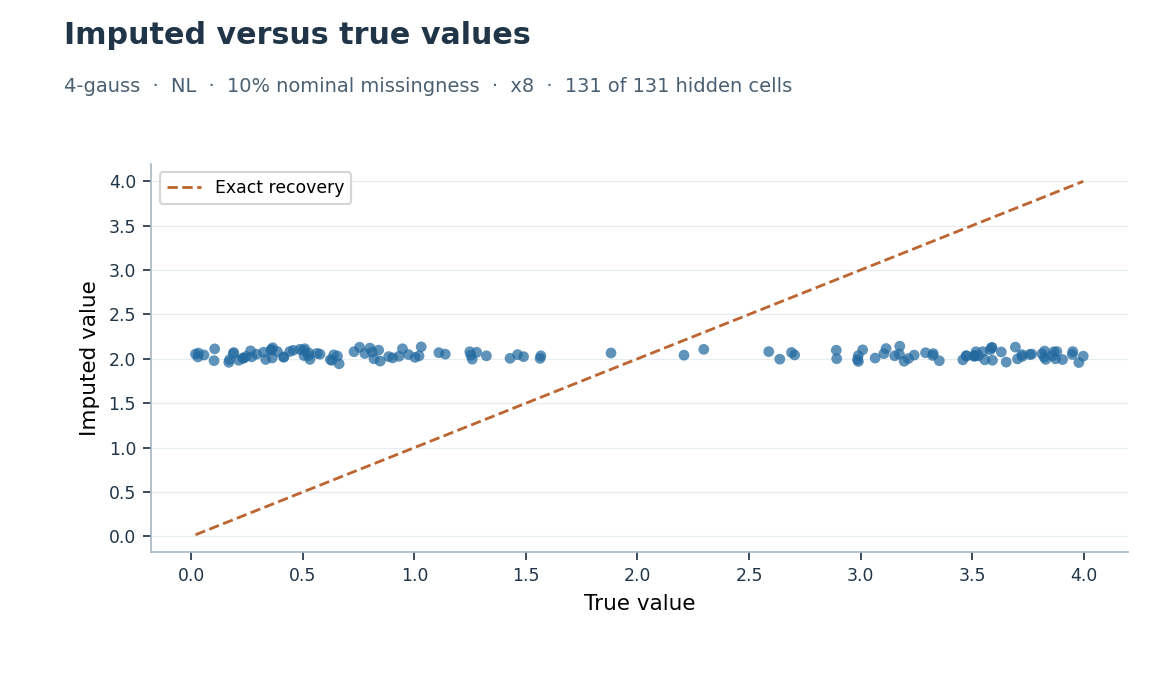 Imputed versus true values
4-gauss · NL · 10% nominal missingness · x8 · 131 of 131 hidden cells
Exact recovery
Imputed value
4.0
3.5
3.0
2.5
2.0
1.5
1.0
0.5
0.0
0.0 0.5 1.0 1.5 2.0 2.5 3.0 3.5 4.0
True value